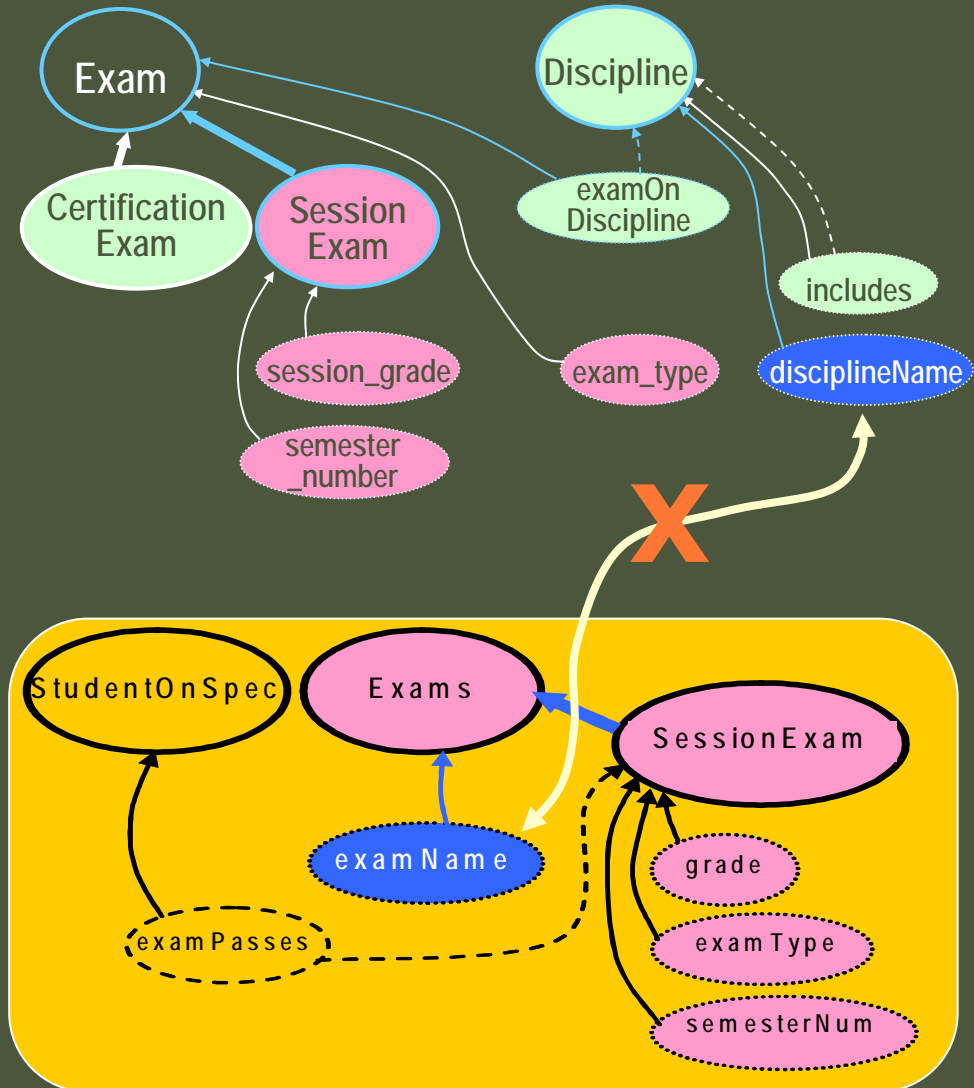 Exam
Discipline
Certification
Exam
Session
Exam
examOn
Discipline
includes
session_grade
exam_type
disciplineName
semester
_number
X
StudentOnSpec
Exams
SessionExam
examName
grade
examPasses
examType
semesterNum